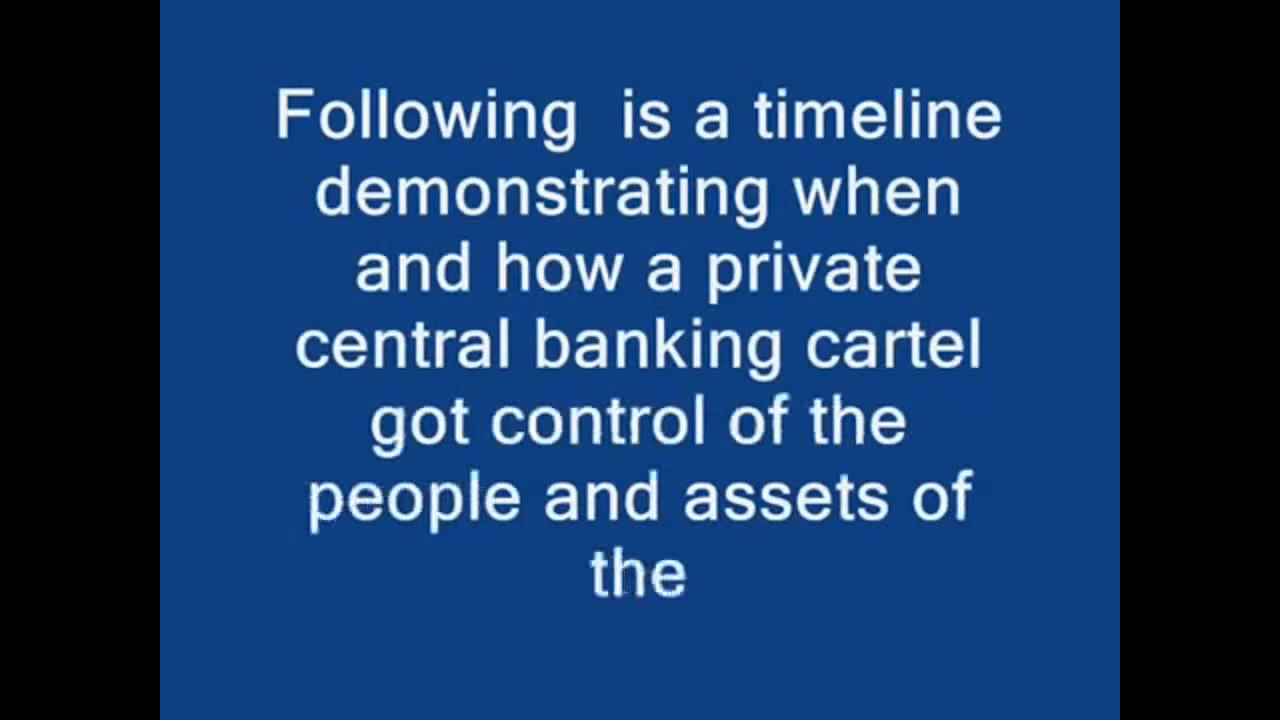 Following  is a timeline
demonstrating when
and how a private
central banking cartel
got control of the
people and assets of
the